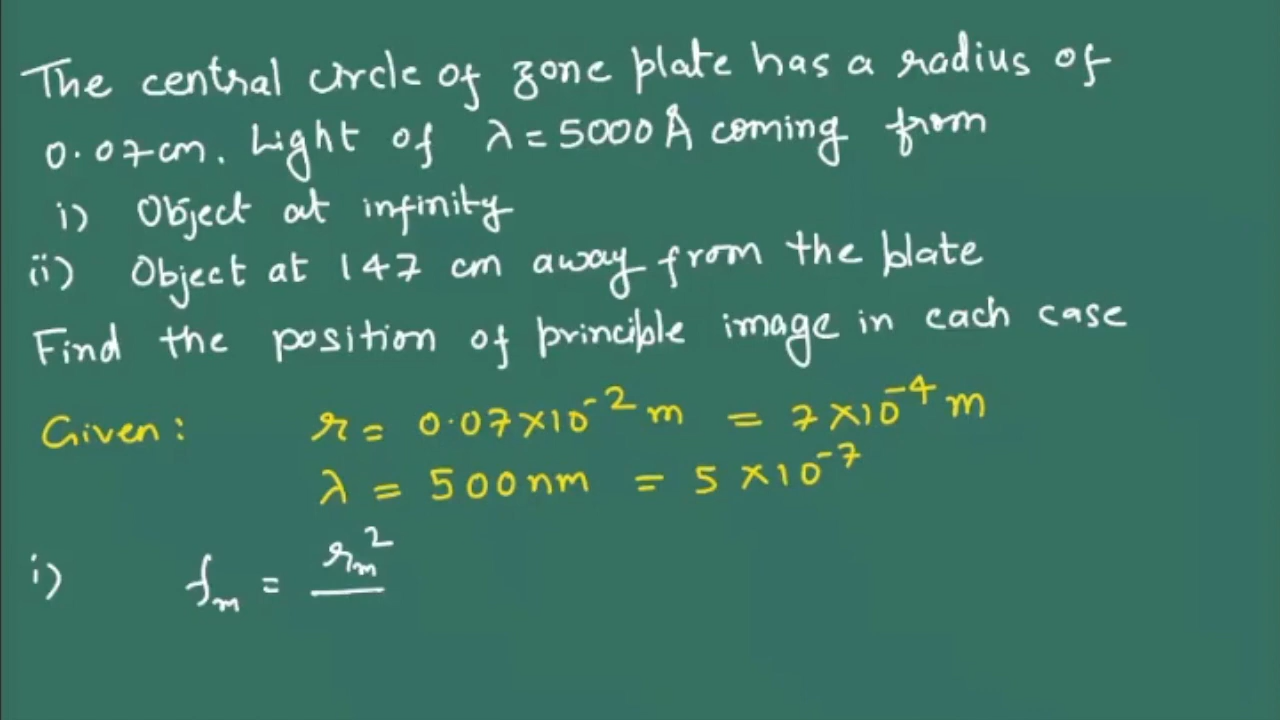 The central circle of zone plate has a radius of
0.07cm. Light of λ = 5000 Å coming from
i) Object at infinity
ii) Object at 147 cm away from the plate
Find the position of principle image in each case
Given: r = 0.07×10⁻² m = 7×10⁻⁴ m
λ = 500nm = 5 ×10⁻⁷
i) fₘ = rₘ²